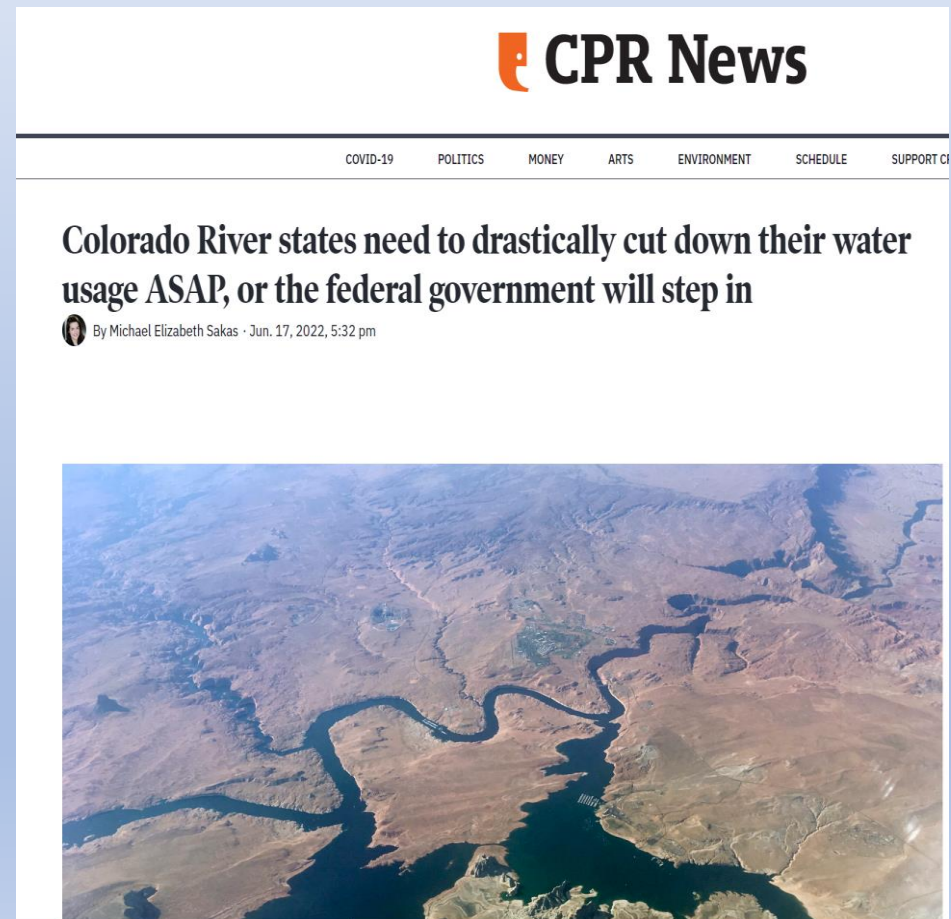 CPR News
COVID-19 POLITICS MONEY ARTS ENVIRONMENT SCHEDULE SUPPORT
Colorado River states need to drastically cut down their water
usage ASAP, or the federal government will step in
By Michael Elizabeth Sakas · Jun. 17, 2022, 5:32 pm